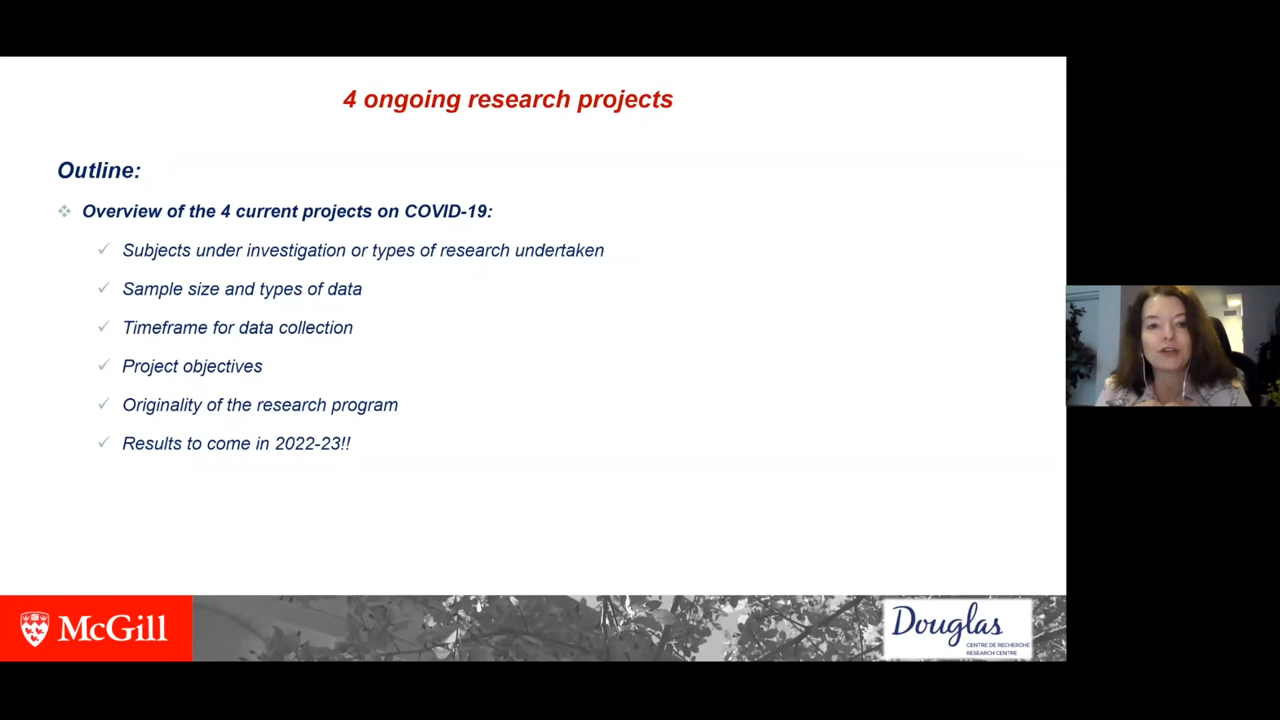 4 ongoing research projects
Outline:
Overview of the 4 current projects on COVID-19:
Subjects under investigation or types of research undertaken
Sample size and types of data
Timeframe for data collection
Project objectives
Originality of the research program
Results to come in 2022-23!!
McGill
Douglas
CENTRE DE RECHERCHE
RESEARCH CENTRE